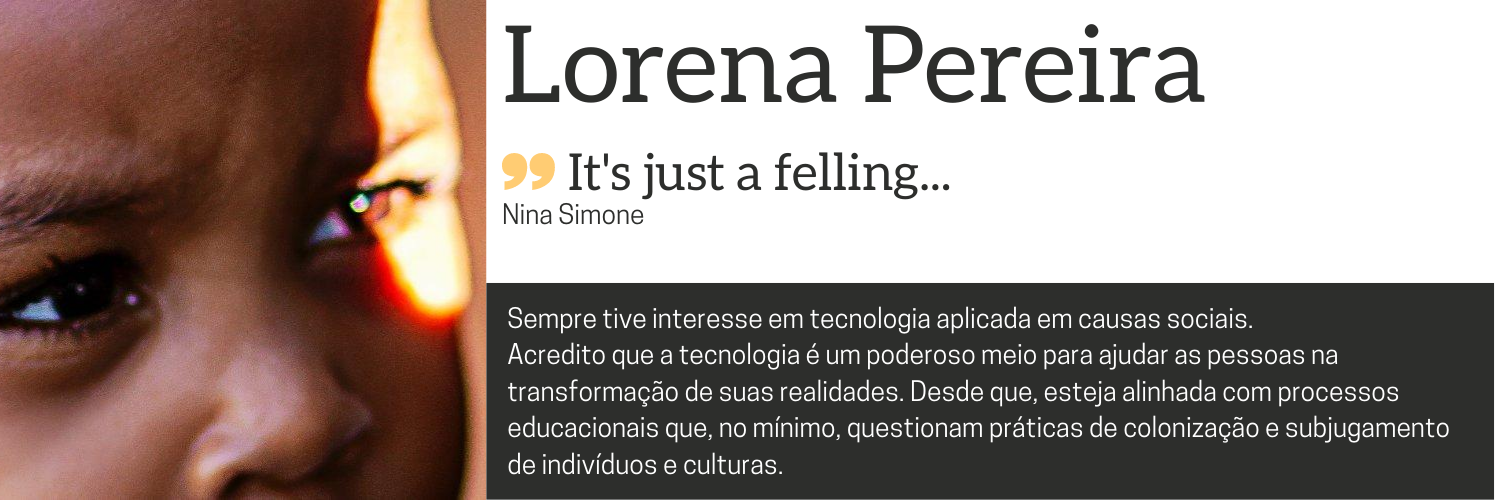 Lorena Pereira
” It's just a felling...
Nina Simone
Sempre tive interesse em tecnologia aplicada em causas sociais.
Acredito que a tecnologia é um poderoso meio para ajudar as pessoas na
transformação de suas realidades. Desde que, esteja alinhada com processos
educacionais que, no mínimo, questionam práticas de colonização e subjugamento
de indivíduos e culturas.